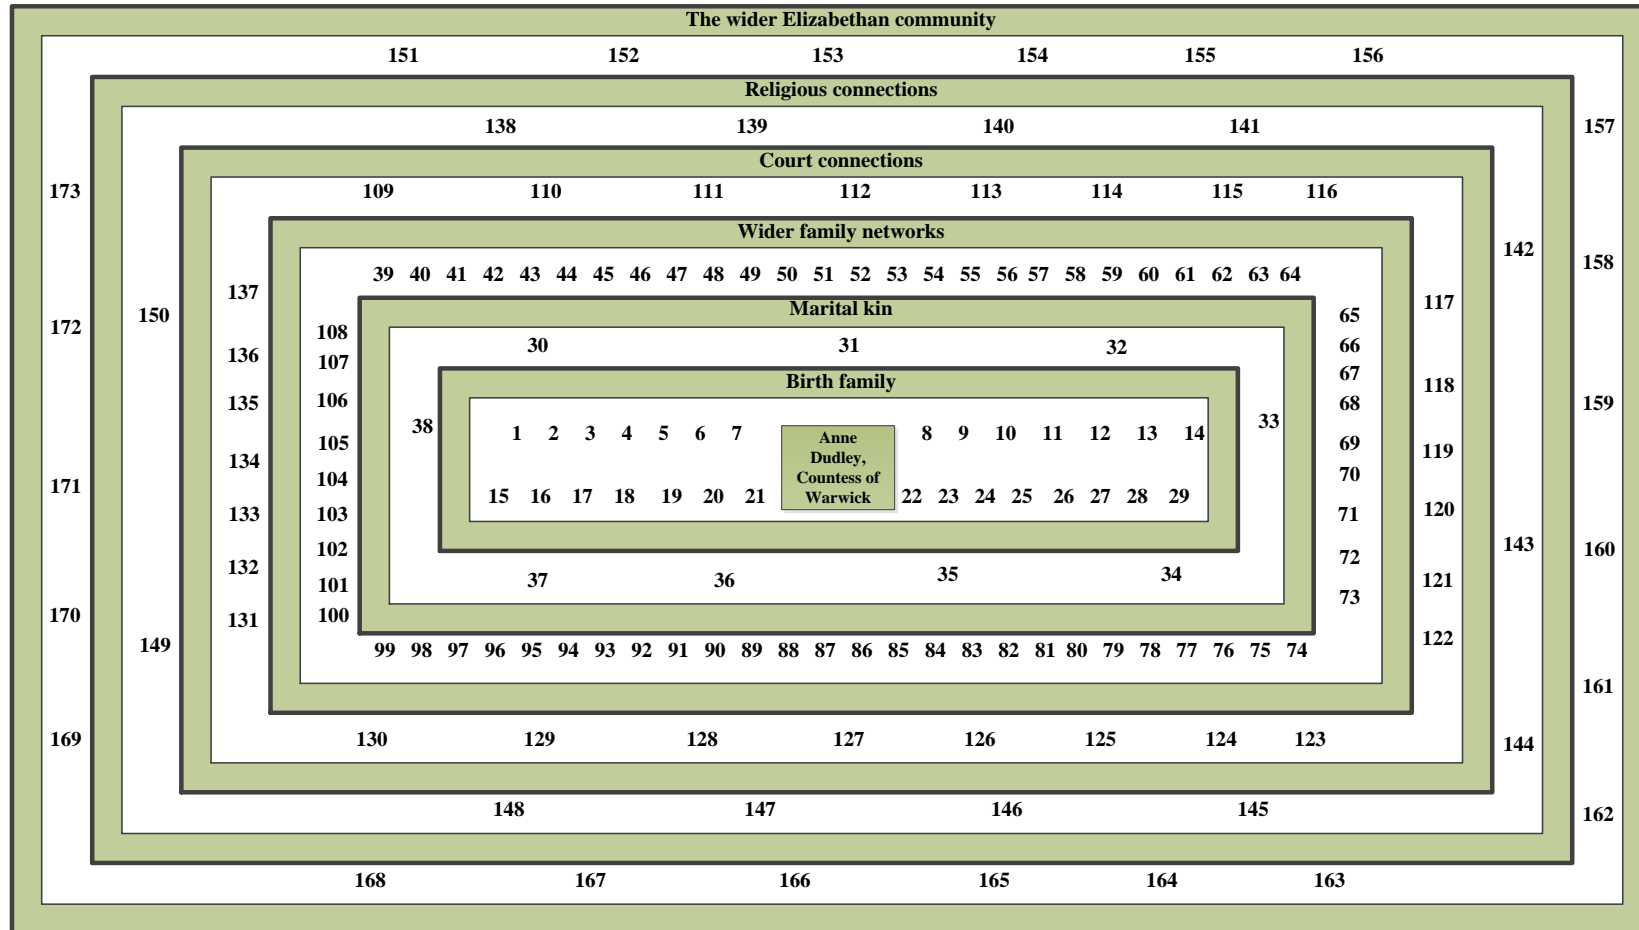 The wider Elizabethan community
151 152 153 154 155 156
Religious connections
138 139 140 141 157
Court connections
173 109 110 111 112 113 114 115 116
Wider family networks
142
39 40 41 42 43 44 45 46 47 48 49 50 51 52 53 54 55 56 57 58 59 60 61 62 63 64 158
137 117
Marital kin
150 65
172 108 66
136 107 30 31 32 67 118
Birth family
135 106 68 159
38 33
1 2 3 4 5 6 7 Anne 8 9 10 11 12 13 14
105 69 119
134 Dudley,
104 Countess of 70
171 15 16 17 18 19 20 21 Warwick 22 23 24 25 26 27 28 29
133 103 71 120
102 72 143 160
132 101 37 36 35 34 121
170 131 100 73
149 99 98 97 96 95 94 93 92 91 90 89 88 87 86 85 84 83 82 81 80 79 78 77 76 75 74 122
161
169 130 129 128 127 126 125 124 123 144
148 147 146 145 162
168 167 166 165 164 163